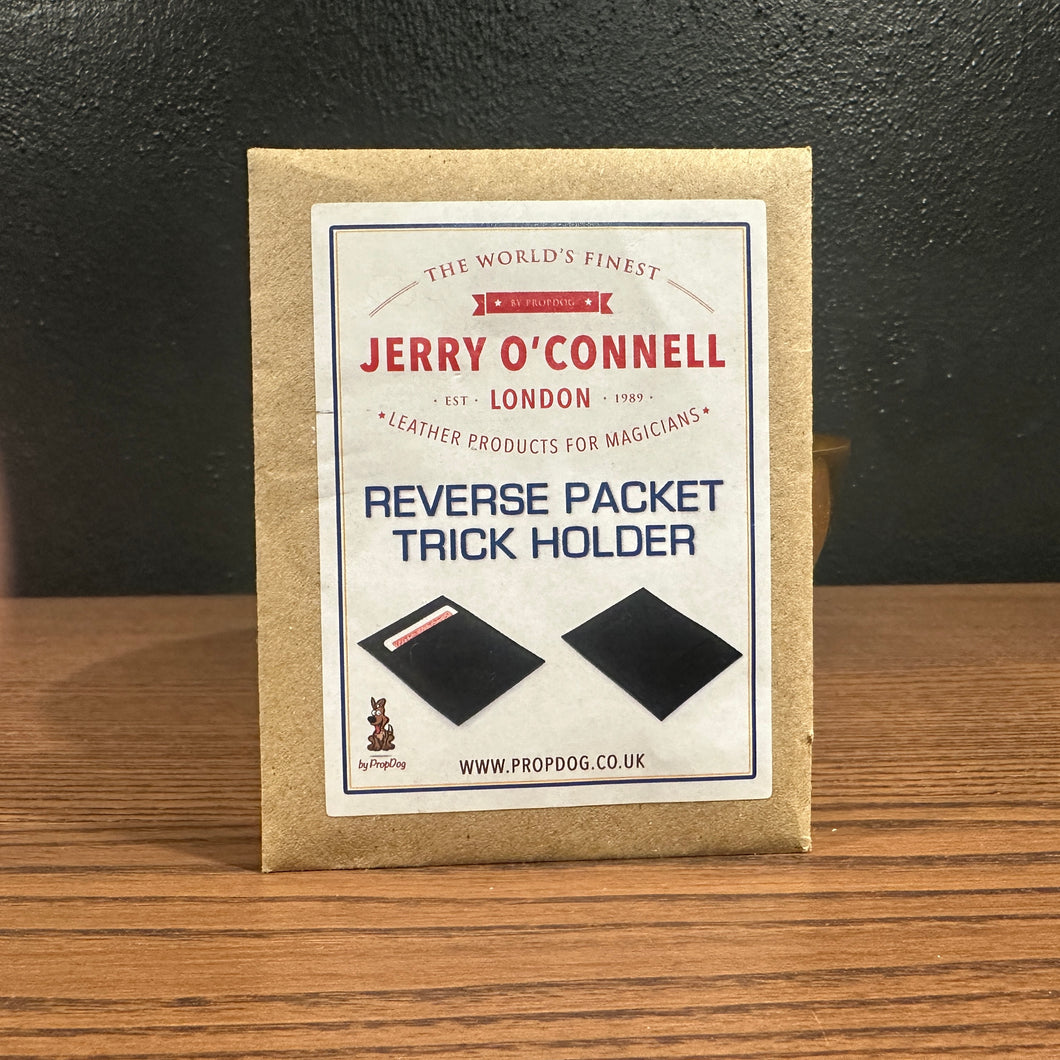 THE WORLD'S FINEST
★ BY PROPDOG ★
JERRY O'CONNELL
· EST · LONDON · 1989 ·
★LEATHER PRODUCTS FOR MAGICIANS★
REVERSE PACKET
TRICK HOLDER
by PropDog
WWW.PROPDOG.CO.UK